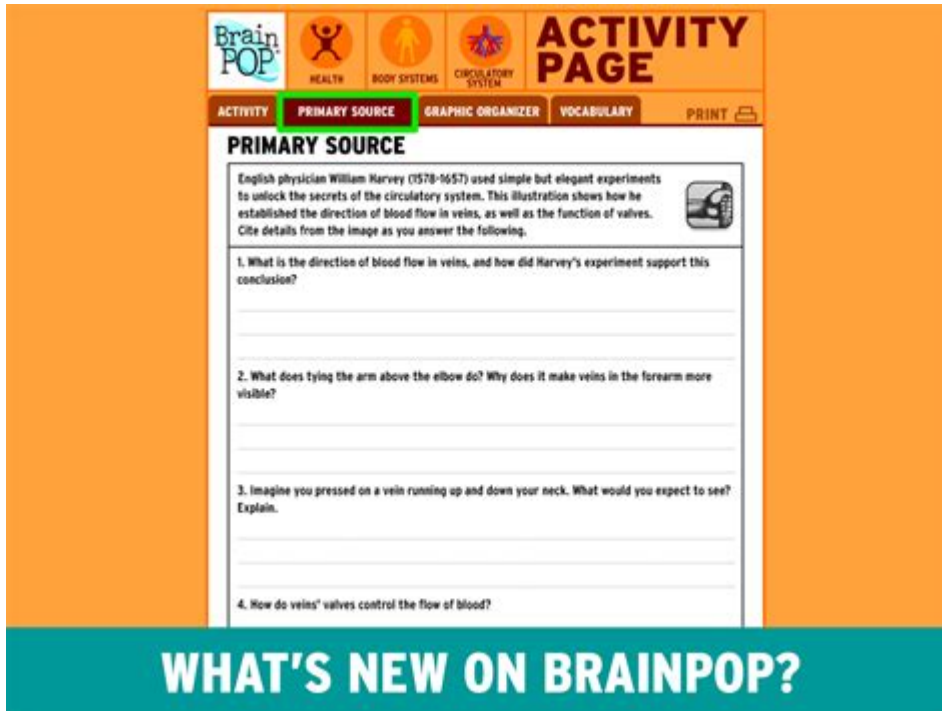 Brain
POP
HEALTH
BODY SYSTEMS
CIRCULATORY
SYSTEM
ACTIVITY
PAGE
ACTIVITY
PRIMARY SOURCE
GRAPHIC ORGANIZER
VOCABULARY
PRINT
PRIMARY SOURCE
English physician William Harvey (1578-1657) used simple but elegant experiments
to unlock the secrets of the circulatory system. This illustration shows how he
established the direction of blood flow in veins, as well as the function of valves.
Cite details from the image as you answer the following.
1. What is the direction of blood flow in veins, and how did Harvey's experiment support this
conclusion?
2. What does tying the arm above the elbow do? Why does it make veins in the forearm more
visible?
3. Imagine you pressed on a vein running up and down your neck. What would you expect to see?
Explain.
4. How do veins' valves control the flow of blood?
WHAT'S NEW ON BRAINPOP?